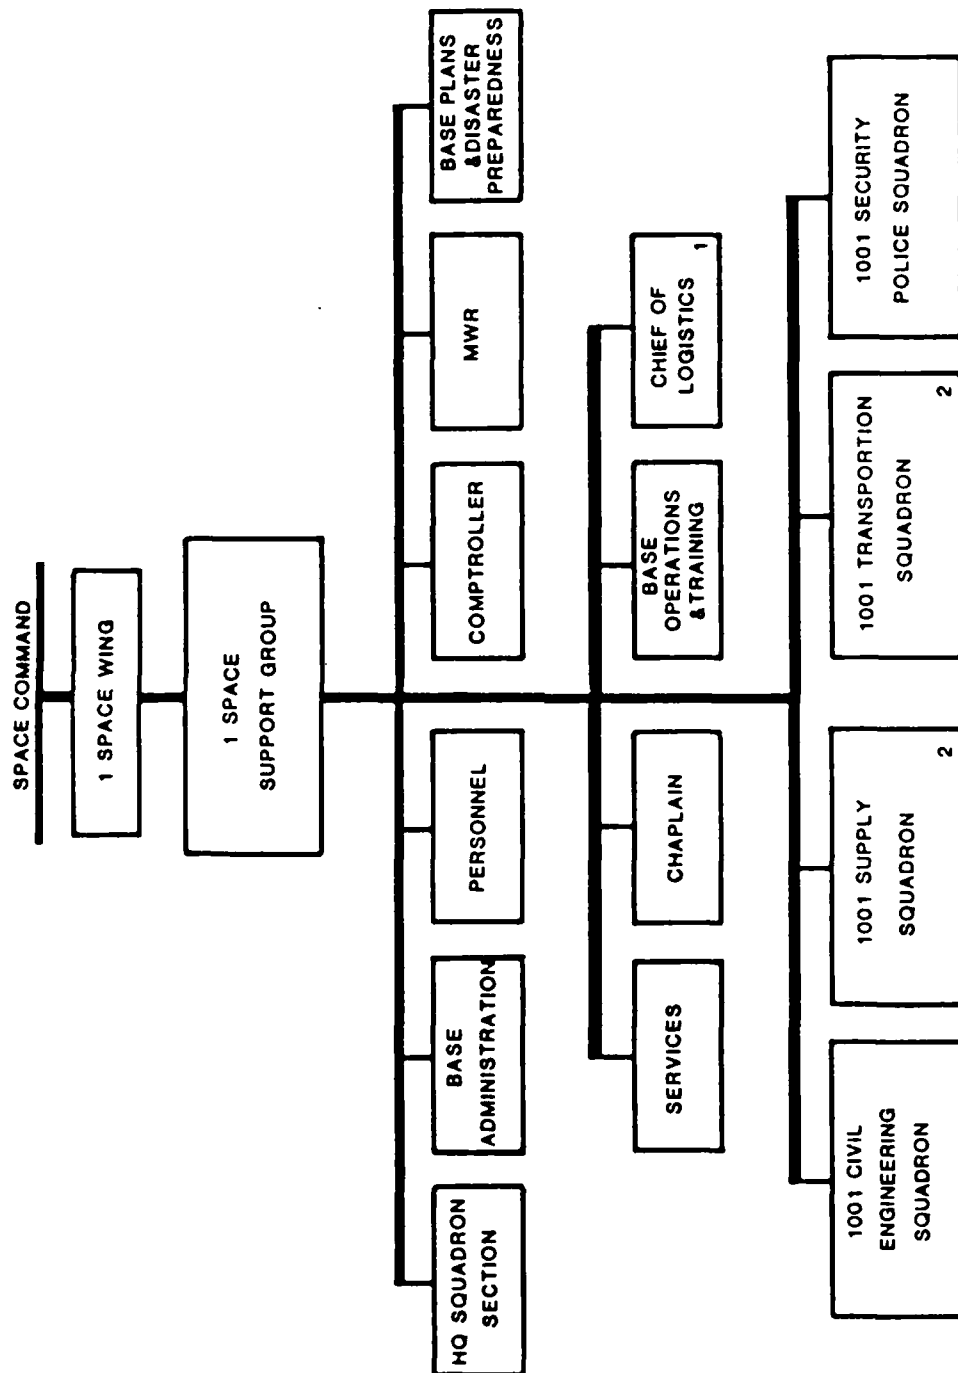 SPACE COMMAND
1 SPACE WING
1 SPACE
SUPPORT GROUP
HQ SQUADRON
SECTION
BASE
ADMINISTRATION
PERSONNEL
COMPTROLLER
MWR
BASE PLANS
&DISASTER
PREPAREDNESS
SERVICES
CHAPLAIN
BASE
OPERATIONS
&TRAINING
CHIEF OF
LOGISTICS
1
1001 CIVIL
ENGINEERING
SQUADRON
1001 SUPPLY
SQUADRON
2
1001 TRANSPORTION
SQUADRON
2
1001 SECURITY
POLICE SQUADRON